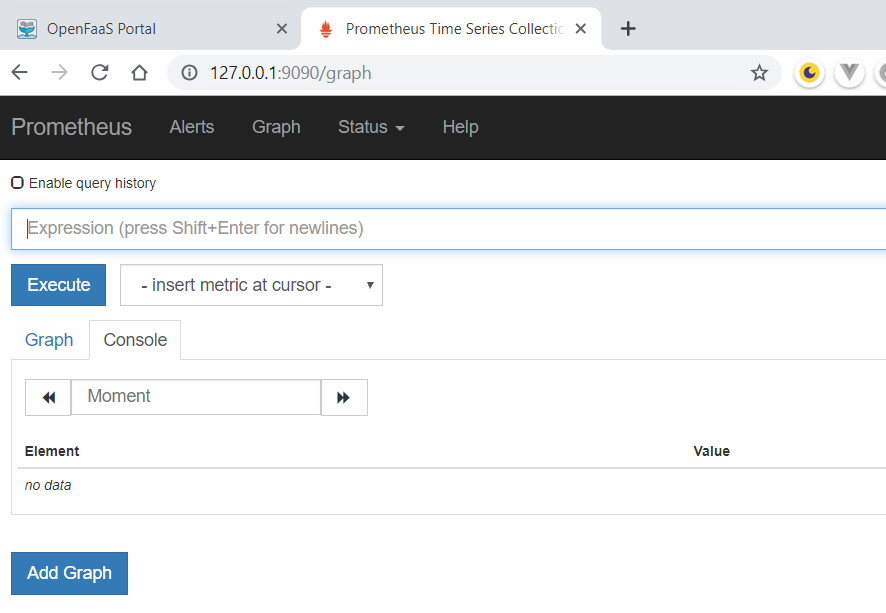 OpenFaaS Portal
Prometheus Time Series Collectic
127.0.0.1:9090/graph
Prometheus Alerts Graph Status Help
Enable query history
Expression (press Shift+Enter for newlines)
Execute - insert metric at cursor -
Graph Console
Moment
Element Value
no data
Add Graph